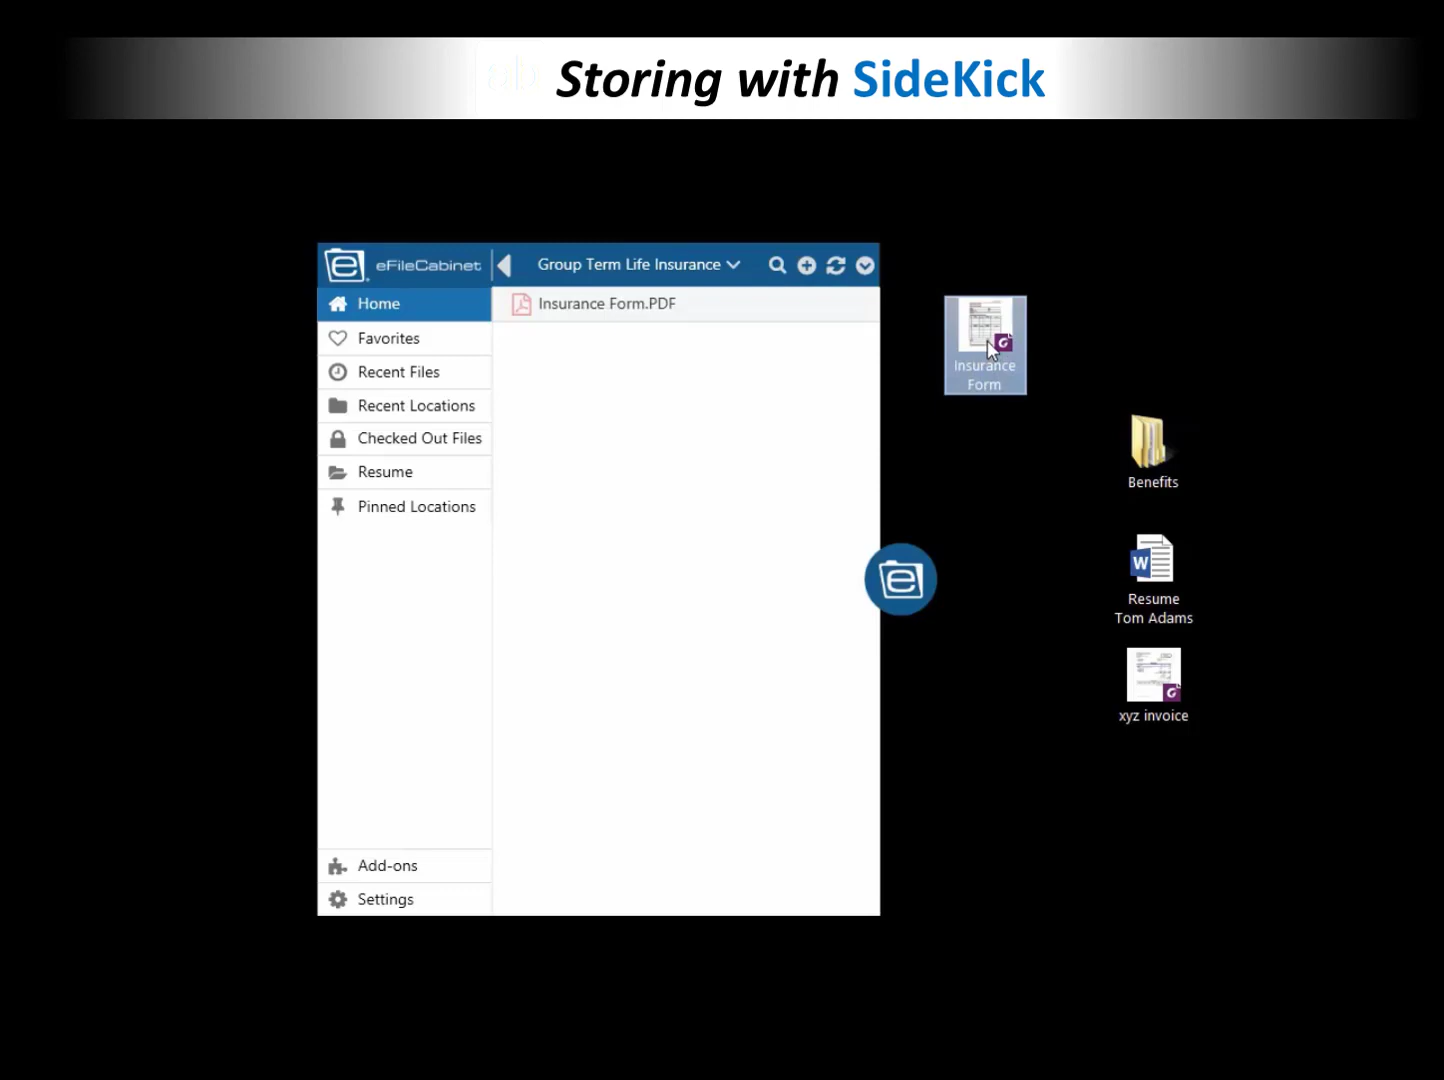 Storing with SideKick
eFileCabinet
Group Term Life Insurance
Home
Insurance Form.PDF
Favorites
Recent Files
Recent Locations
Checked Out Files
Resume
Pinned Locations
Add-ons
Settings
Insurance
Form
Benefits
Resume
Tom Adams
xyz invoice